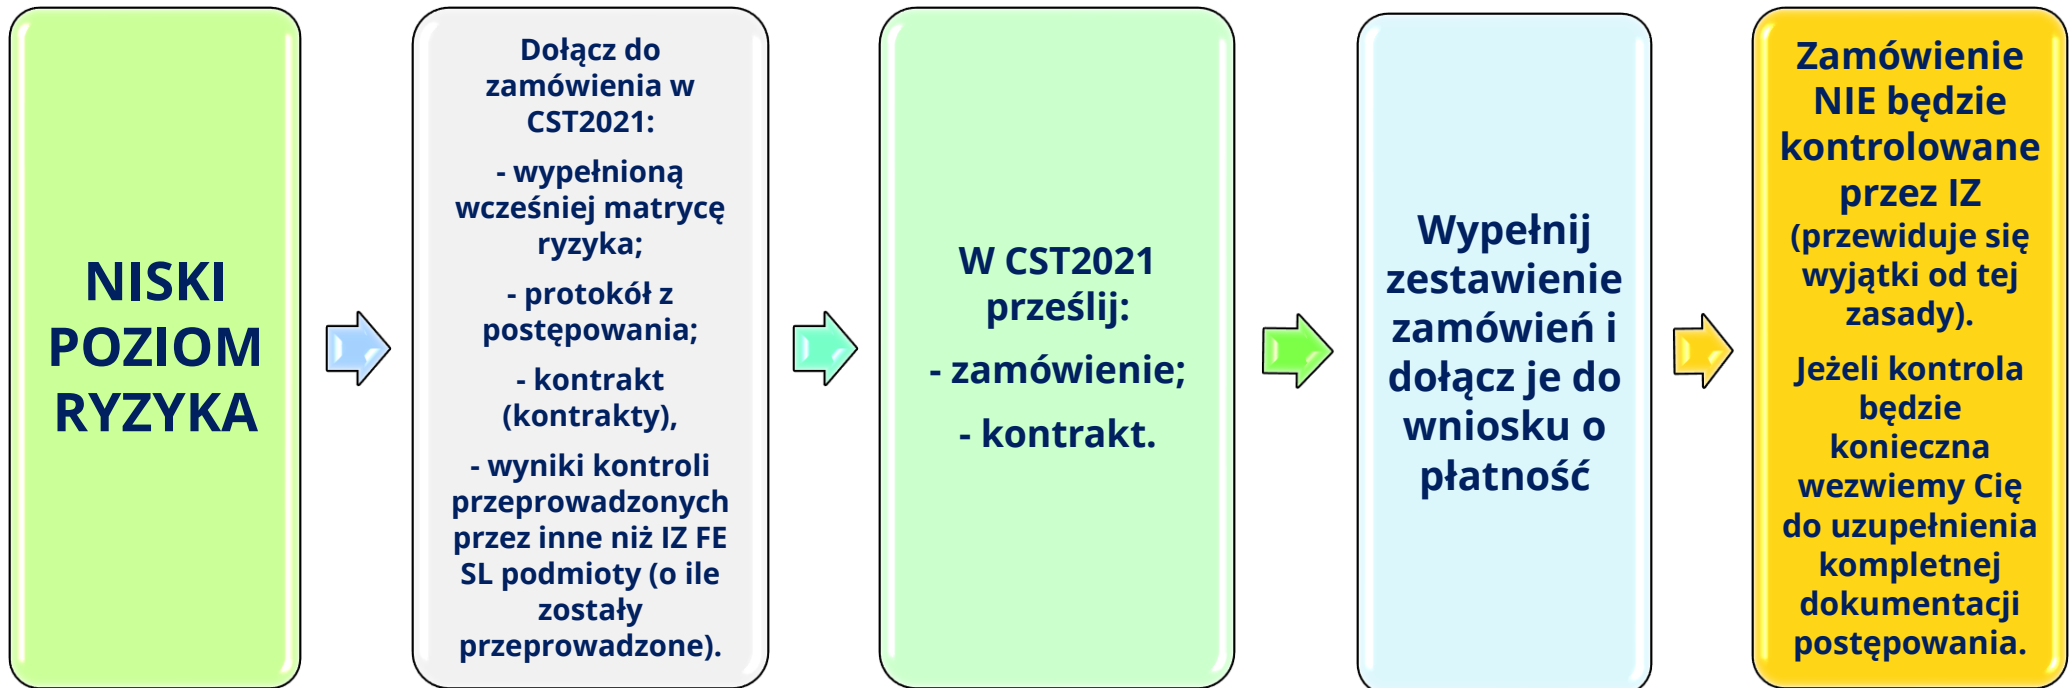 NISKI
POZIOM
RYZYKA
Dołącz do
zamówienia w
CST2021:
- wypełnioną
wcześniej matrycę
ryzyka;
- protokół z
postępowania;
- kontrakt
(kontrakty),
- wyniki kontroli
przeprowadzonych
przez inne niż IZ FE
SL podmioty (o ile
zostały
przeprowadzone).
W CST2021
prześlij:
- zamówienie;
- kontrakt.
Wypełnij
zestawienie
zamówień i
dołącz je do
wniosku o
płatność
Zamówienie
NIE będzie
kontrolowane
przez IZ
(przewiduje się
wyjątki od tej
zasady).
Jeżeli kontrola
będzie
konieczna
wezwiemy Cię
do uzupełnienia
kompletnej
dokumentacji
postępowania.